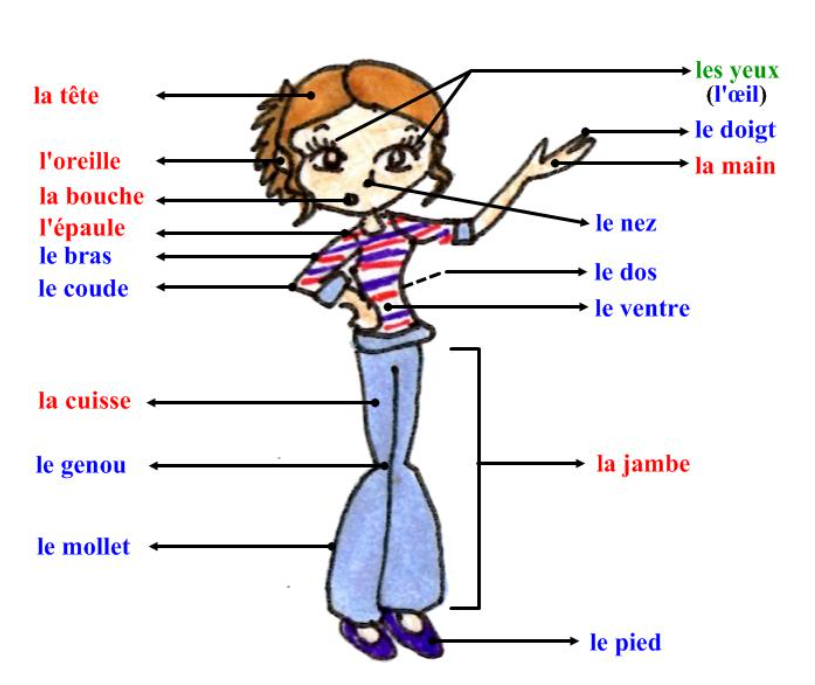 la tête
l'oreille
la bouche
l'épaule
le bras
le coude
la cuisse
le genou
le mollet
les yeux
(l'œil)
le doigt
la main
le nez
le dos
le ventre
la jambe
le pied